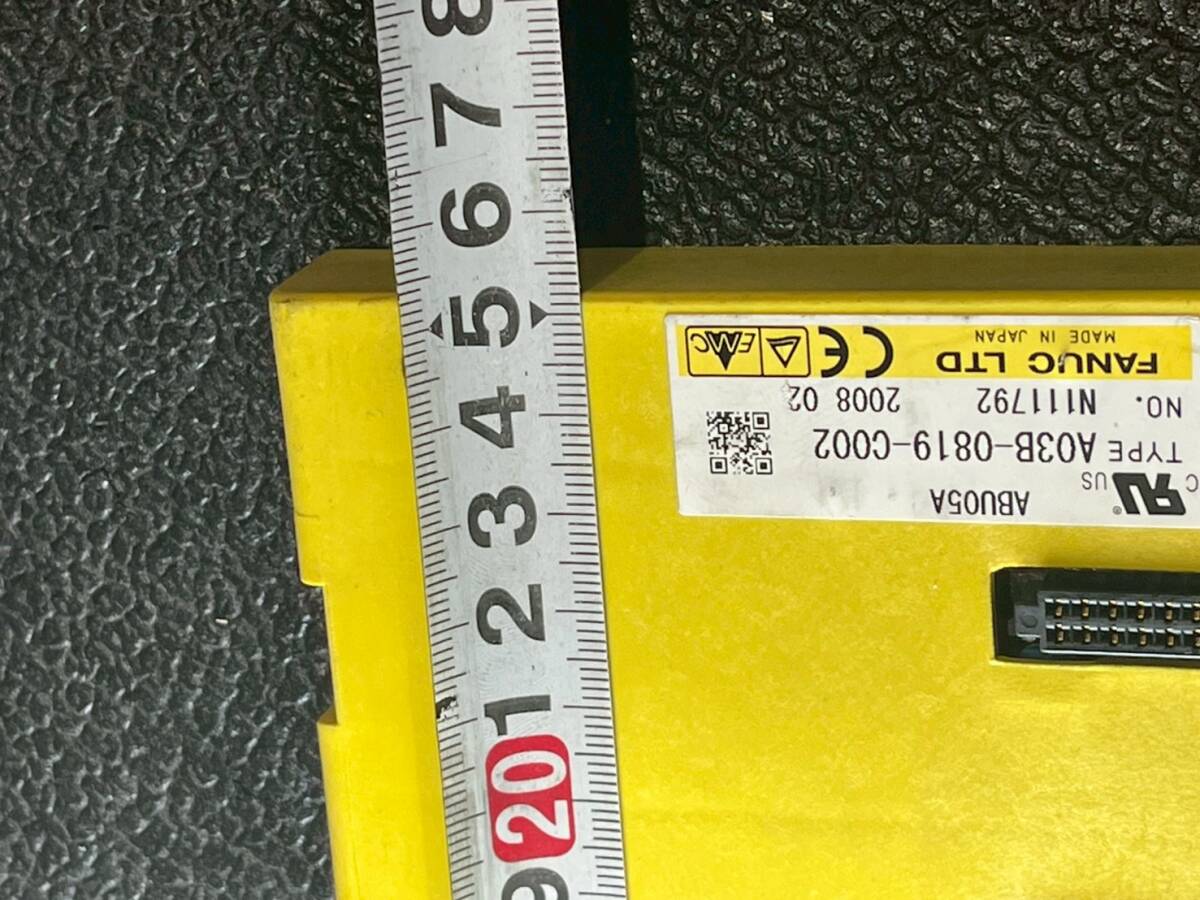 8
7
6
5
4
3
2
1
20
9
FANUC LTD
MADE IN JAPAN
CE
EMC
NO. N111792
2008 02
TYPE A03B-0819-C002
C
US
ABU05A